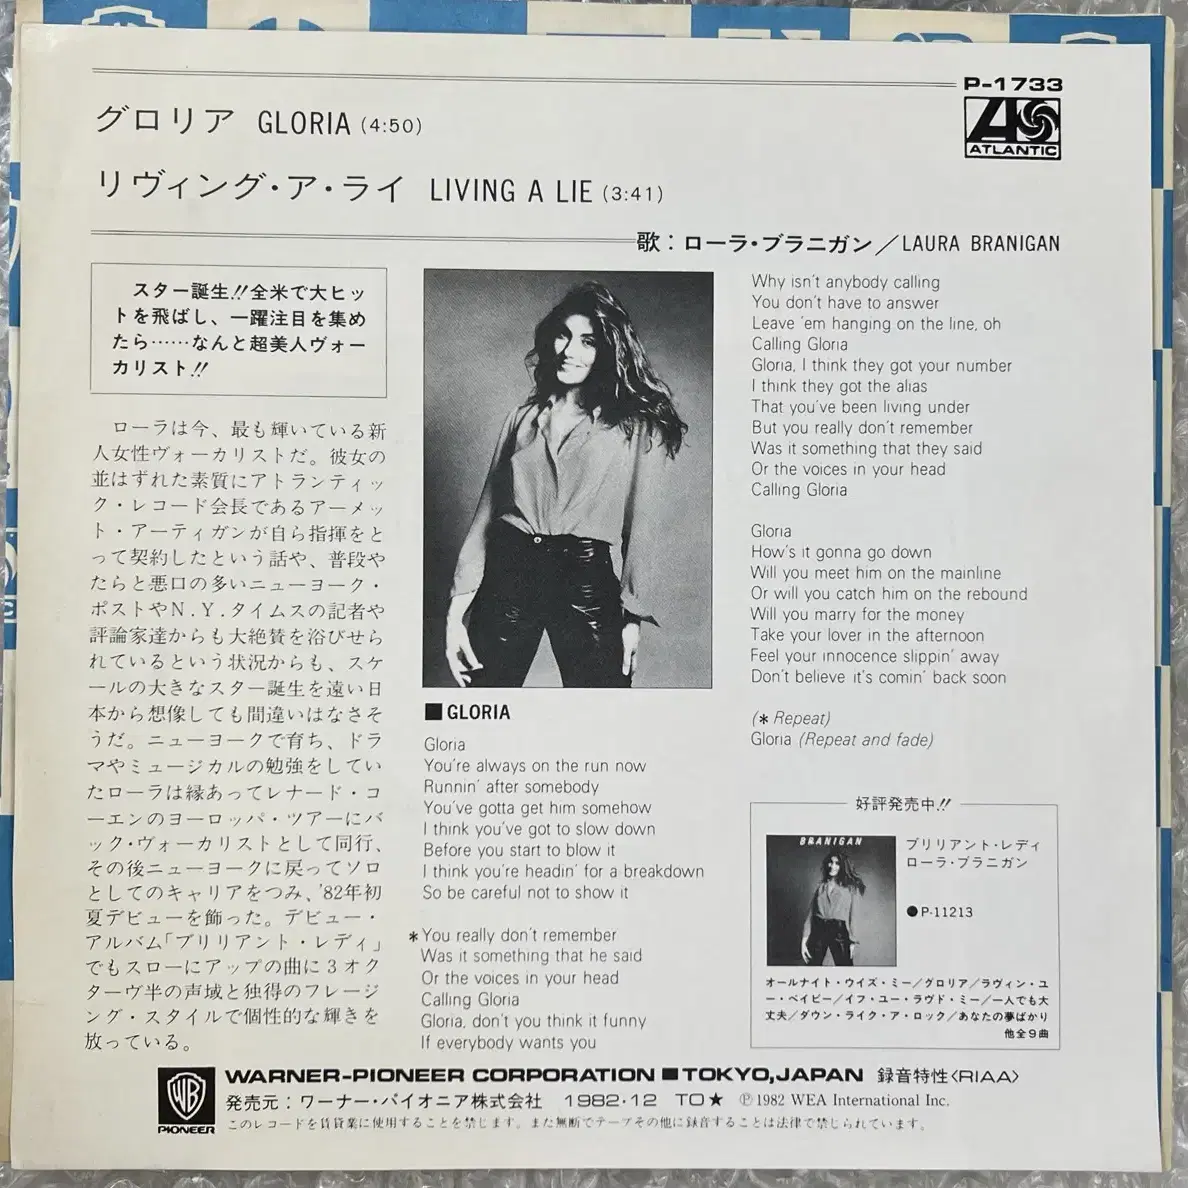 P-1733
ATLANTIC
グロリア GLORIA (4:50)
リヴィング・ア・ライ LIVING A LIE (3:41)
歌：ローラ・ブラニガン／LAURA BRANIGAN
スター誕生!!全米で大ヒッ
トを飛ばし、一躍注目を集め
たら……なんと超美人ヴォー
カリスト!!
ローラは今、最も輝いている新
人女性ヴォーカリストだ。彼女の
並はずれた素質にアトランティッ
ク・レコード会長であるアーメッ
ト・アーティガンが自ら指揮をと
って契約したという話や、普段や
たらと悪口の多いニューヨーク・
ポストやN.Y.タイムスの記者や
評論家達からも大絶賛を浴びせら
れているという状況からも、スケ
ールの大きなスター誕生を遠い日
本から想像しても間違いはなさそ
うだ。ニューヨークで育ち、ドラ
マやミュージカルの勉強をしてい
たローラは縁あってレナード・コ
ーエンのヨーロッパ・ツアーにバ
ック・ヴォーカリストとして同行、
その後ニューヨークに戻ってソロ
としてのキャリアをつみ、'82年初
夏デビューを飾った。デビュー・
アルバム「ブリリアント・レディ」
でもスローにアップの曲に3オク
ターヴ半の声域と独得のフレージ
ング・スタイルで個性的な輝きを
放っている。
■GLORIA
Gloria
You're always on the run now
Runnin' after somebody
You've gotta get him somehow
I think you've got to slow down
Before you start to blow it
I think you're headin' for a breakdown
So be careful not to show it
*You really don't remember
Was it something that he said
Or the voices in your head
Calling Gloria
Gloria, don't you think it funny
If everybody wants you
Why isn't anybody calling
You don't have to answer
Leave 'em hanging on the line, oh
Calling Gloria
Gloria, I think they got your number
I think they got the alias
That you've been living under
But you really don't remember
Was it something that they said
Or the voices in your head
Calling Gloria
Gloria
How's it gonna go down
Will you meet him on the mainline
Or will you catch him on the rebound
Will you marry for the money
Take your lover in the afternoon
Feel your innocence slippin' away
Don't believe it's comin' back soon
(* Repeat)
Gloria (Repeat and fade)
好評発売中!!
BRANIGAN
ブリリアント・レディ
ローラ・ブラニガン
●P-11213
オールナイト・ウイズ・ミー／グロリア／ラヴィン・ユ
ー・ベイビー／イフ・ユー・ラヴド・ミー／一人でも大
丈夫／ダウン・ライク・ア・ロック／あなたの夢ばかり
他全9曲
WB
PIONEER
WARNER-PIONEER CORPORATION ■TOKYO,JAPAN 録音特性〈RIAA〉
発売元：ワーナー・パイオニア株式会社 1982・12 TO★ ℗1982 WEA International Inc.
このレコードを賃貸業に使用することを禁じます。また無断でテープその他に録音することは法律で禁じられています。